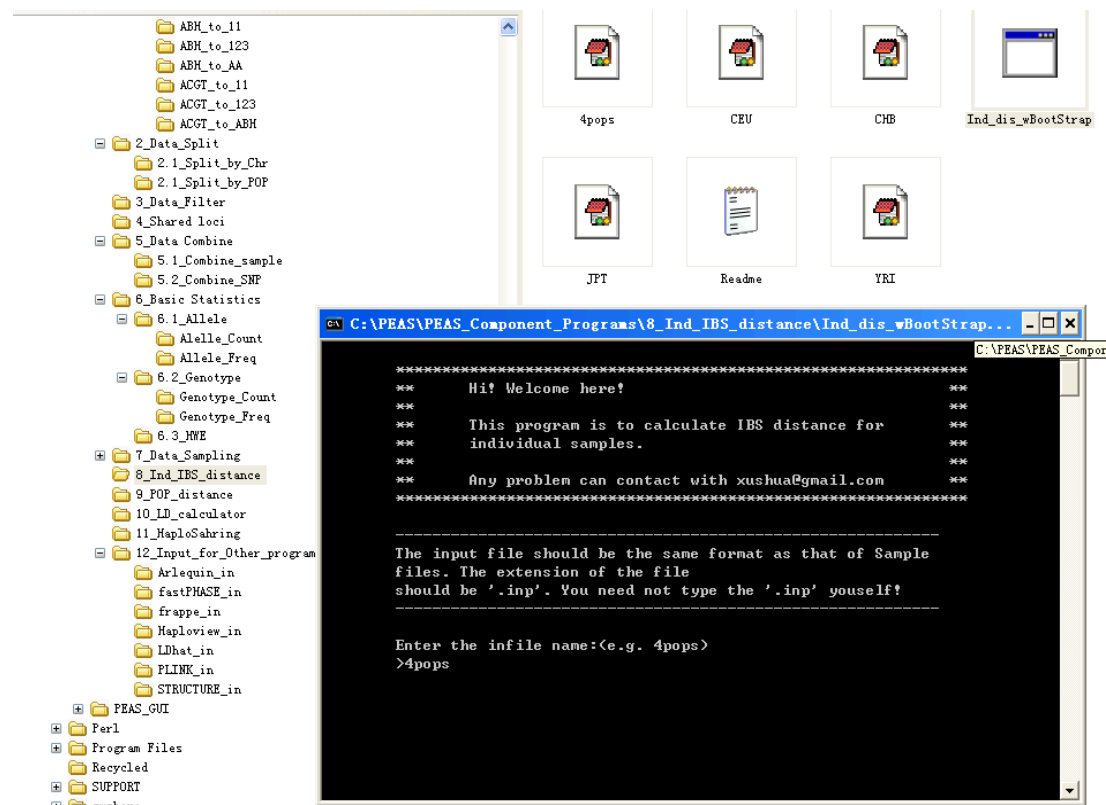 ABH_to_11
ABH_to_123
ABH_to_AA
ACGT_to_11
ACGT_to_123
ACGT_to_ABH
2_Data_Split
2.1_Split_by_Chr
2.1_Split_by_POP
3_Data_Filter
4_Shared loci
5_Data Combine
5.1_Combine_sample
5.2_Combine_SNP
6_Basic Statistics
6.1_Allele
Alelle_Count
Allele_Freq
6.2_Genotype
Genotype_Count
Genotype_Freq
6.3_HWE
7_Data_Sampling
8_Ind_IBS_distance
9_POP_distance
10_LD_calculator
11_HaploSahring
12_Input_for_Other_program
Arlequin_in
fastPHASE_in
frappe_in
Haploview_in
LDhat_in
PLINK_in
STRUCTURE_in
PEAS_GUI
Perl
Program Files
Recycled
SUPPORT
4pops
CEU
CHB
Ind_dis_wBootStrap
JPT
Readme
YRI
C:\PEAS\PEAS_Component_Programs\8_Ind_IBS_distance\Ind_dis_wBootStrap...
C:\PEAS\PEAS_Compor
**************************************************************
** Hi! Welcome here! **
** **
** This program is to calculate IBS distance for **
** individual samples. **
** **
** Any problem can contact with xushua@gmail.com **
**************************************************************
-----------------------------------------------------------
The input file should be the same format as that of Sample
files. The extension of the file
should be '.inp'. You need not type the '.inp' youself!
-----------------------------------------------------------
Enter the infile name:(e.g. 4pops)
>4pops